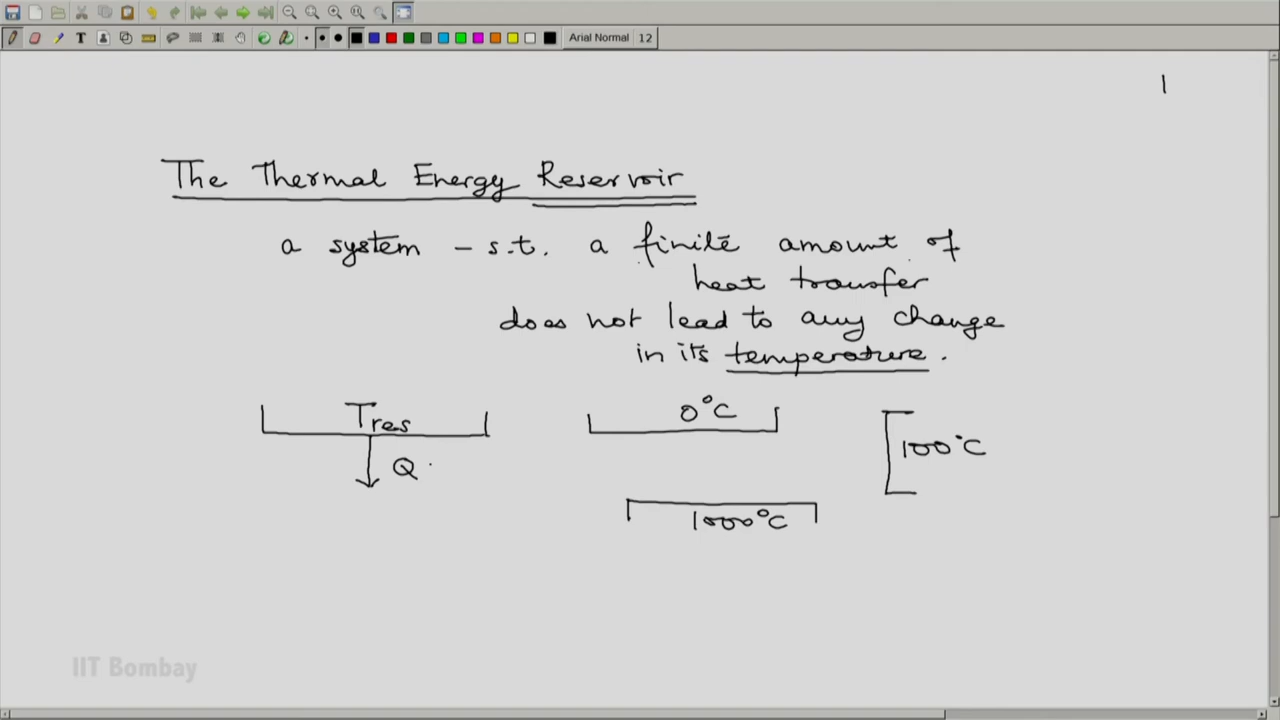 Arial Normal 12
1
The Thermal Energy Reservoir
a system - s.t. a finite amount of
heat transfer
does not lead to any change
in its temperature.
Tres
0°C
100°C
Q
1000°C
IIT Bombay